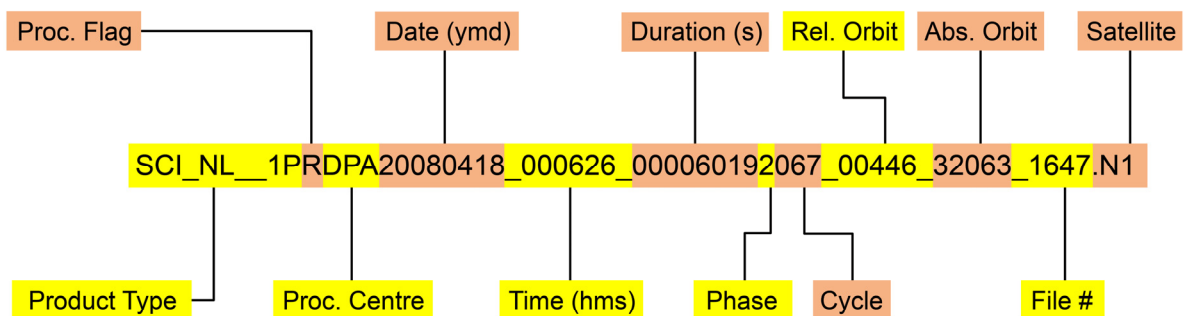 Proc. Flag Date (ymd) Duration (s) Rel. Orbit Abs. Orbit Satellite
SCI_NL__1PRDPA20080418_000626_000060192067_00446_32063_1647.N1
Product Type Proc. Centre Time (hms) Phase Cycle File #